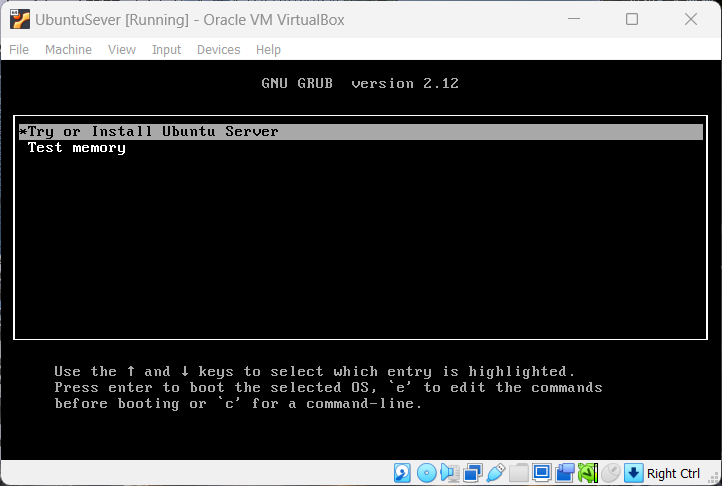 UbuntuSever [Running] - Oracle VM VirtualBox
File Machine View Input Devices Help
GNU GRUB version 2.12
*Try or Install Ubuntu Server
Test memory
Use the ↑ and ↓ keys to select which entry is highlighted.
Press enter to boot the selected OS, `e' to edit the commands
before booting or `c' for a command-line.
Right Ctrl